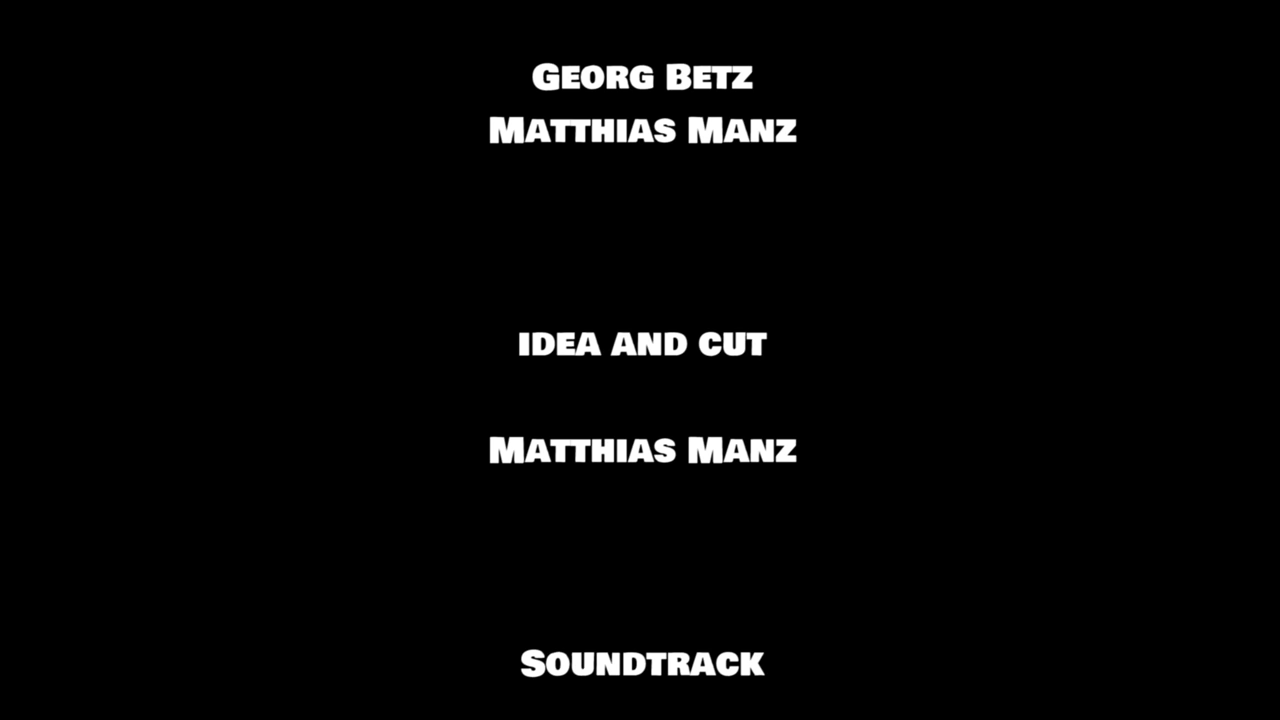 Georg Betz
Matthias Manz
idea and cut
Matthias Manz
Soundtrack